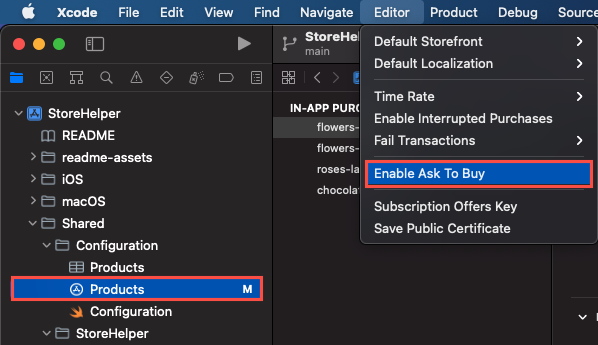 Xcode File Edit View Find Navigate Editor Product Debug Source
StoreHel
main
Default Storefront
Default Localization
Time Rate
Enable Interrupted Purchases
Fail Transactions
Enable Ask To Buy
Subscription Offers Key
Save Public Certificate
IN-APP PURC
flowers-
flowers-
roses-la
chocolat
StoreHelper
README
readme-assets
iOS
macOS
Shared
Configuration
Products
Products M
Configuration
StoreHelper